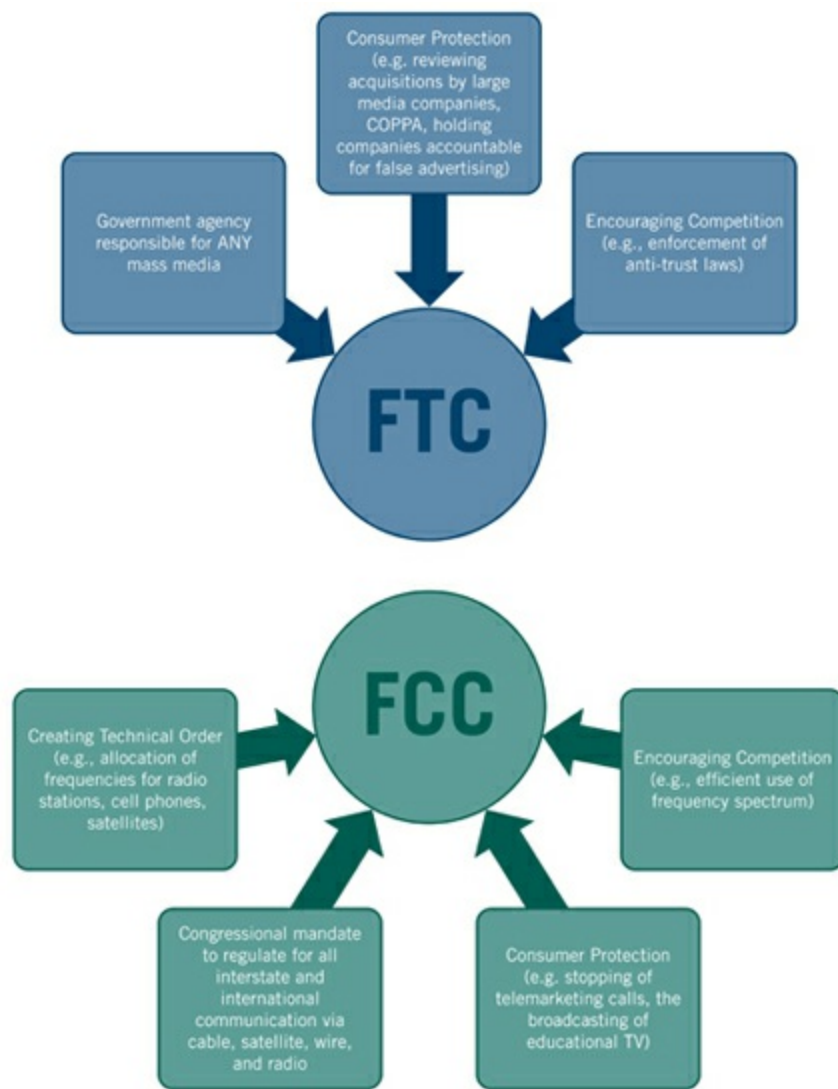 Consumer Protection
(e.g. reviewing
acquisitions by large
media companies,
COPPA, holding
companies accountable
for false advertising)
Government agency
responsible for ANY
mass media
Encouraging Competition
(e.g., enforcement of
anti-trust laws)
FTC
FCC
Creating Technical Order
(e.g., allocation of
frequencies for radio
stations, cell phones,
satellites)
Encouraging Competition
(e.g., efficient use of
frequency spectrum)
Congressional mandate
to regulate for all
interstate and
international
communication via
cable, satellite, wire,
and radio
Consumer Protection
(e.g. stopping of
telemarketing calls, the
broadcasting of
educational TV)